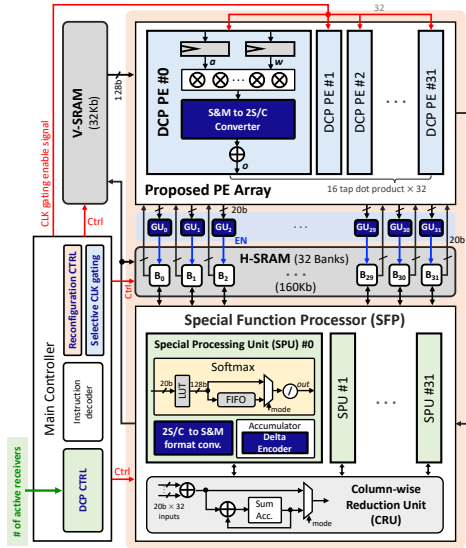 32
DCP PE #0
a
w
S&M to 2S/C
Converter
o
DCP PE #1
DCP PE #2
DCP PE #31
16 tap dot product × 32
Proposed PE Array
V-SRAM
(32Kb)
128b
CLK gating enable signal
Ctrl
20b
GU0
GU1
GU2
GU29
GU30
GU31
20b
EN
H-SRAM (32 Banks)
(160Kb)
B0
B1
B2
B29
B30
B31
Ctrl
Main Controller
Reconfiguration CTRL
Selective CLK gating
Instruction
decoder
DCP CTRL
# of active receivers
Ctrl
Special Function Processor (SFP)
Special Processing Unit (SPU) #0
Softmax
20b
LUT
128b
FIFO
mode
/
out
2S/C to S&M
format conv.
Accumulator
Delta
Encoder
SPU #1
SPU #31
20b × 32
inputs
Sum
Acc.
mode
Column-wise
Reduction Unit
(CRU)